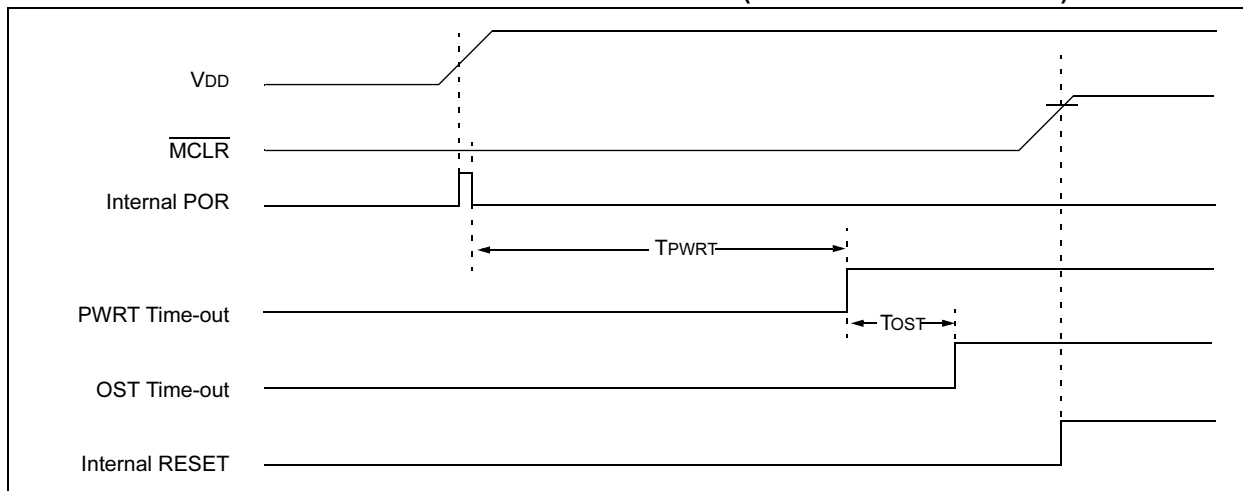 VDD
MCLR
Internal POR
TPWRT
PWRT Time-out
TOST
OST Time-out
Internal RESET